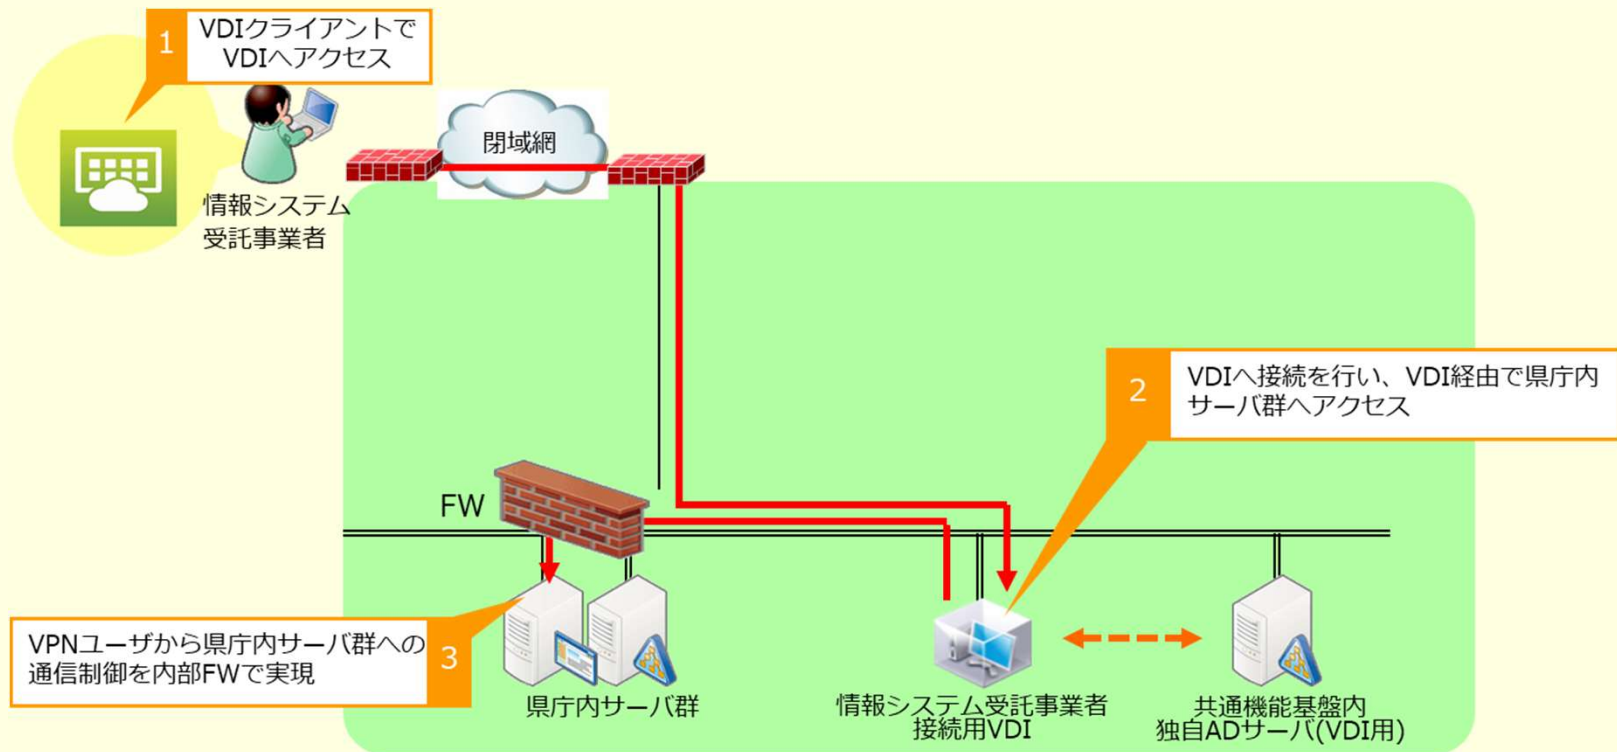 1
VDIクライアントで
VDIへアクセス
閉域網
情報システム
受託事業者
2
VDIへ接続を行い、VDI経由で県庁内
サーバ群へアクセス
FW
VPNユーザから県庁内サーバ群への
通信制御を内部FWで実現
3
県庁内サーバ群
情報システム受託事業者
接続用VDI
共通機能基盤内
独自ADサーバ(VDI用)